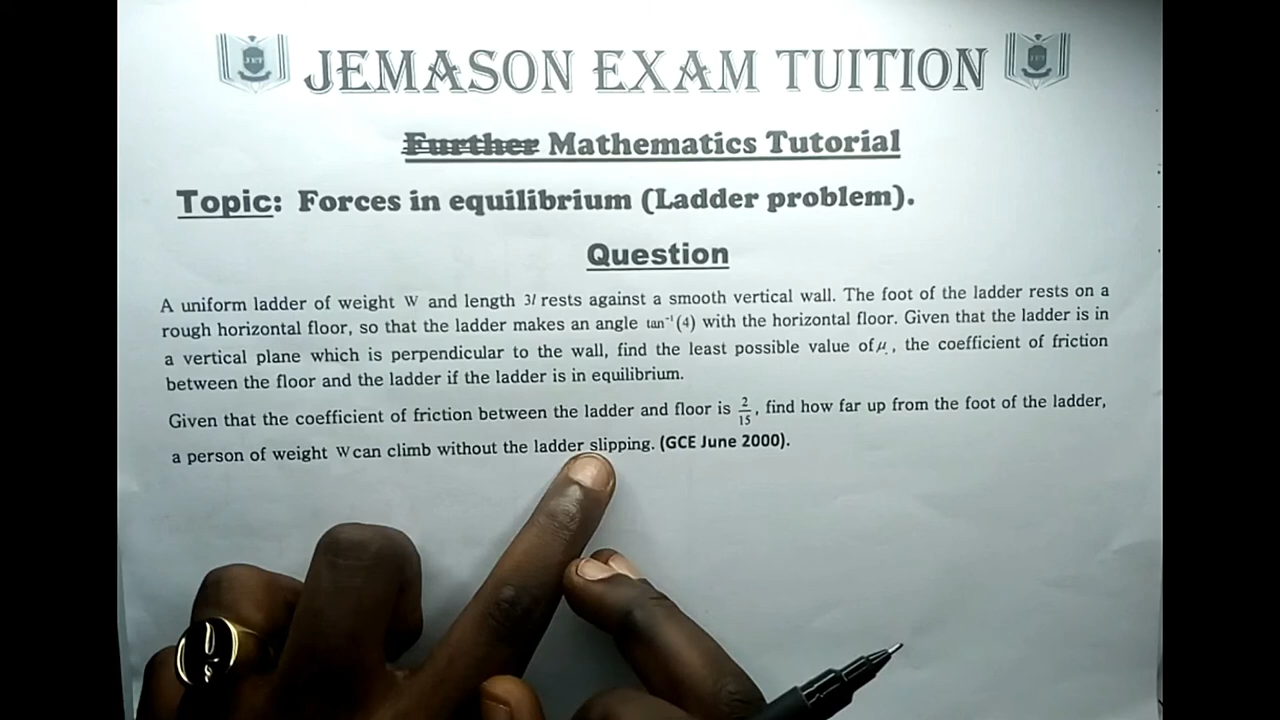 JEMASON EXAM TUITION
Further Mathematics Tutorial
Topic: Forces in equilibrium (Ladder problem).
Question
A uniform ladder of weight W and length 3l rests against a smooth vertical wall. The foot of the ladder rests on a
rough horizontal floor, so that the ladder makes an angle tan⁻¹(4) with the horizontal floor. Given that the ladder is in
a vertical plane which is perpendicular to the wall, find the least possible value of μ, the coefficient of friction
between the floor and the ladder if the ladder is in equilibrium.
Given that the coefficient of friction between the ladder and floor is 2/15, find how far up from the foot of the ladder,
a person of weight W can climb without the ladder slipping. (GCE June 2000).